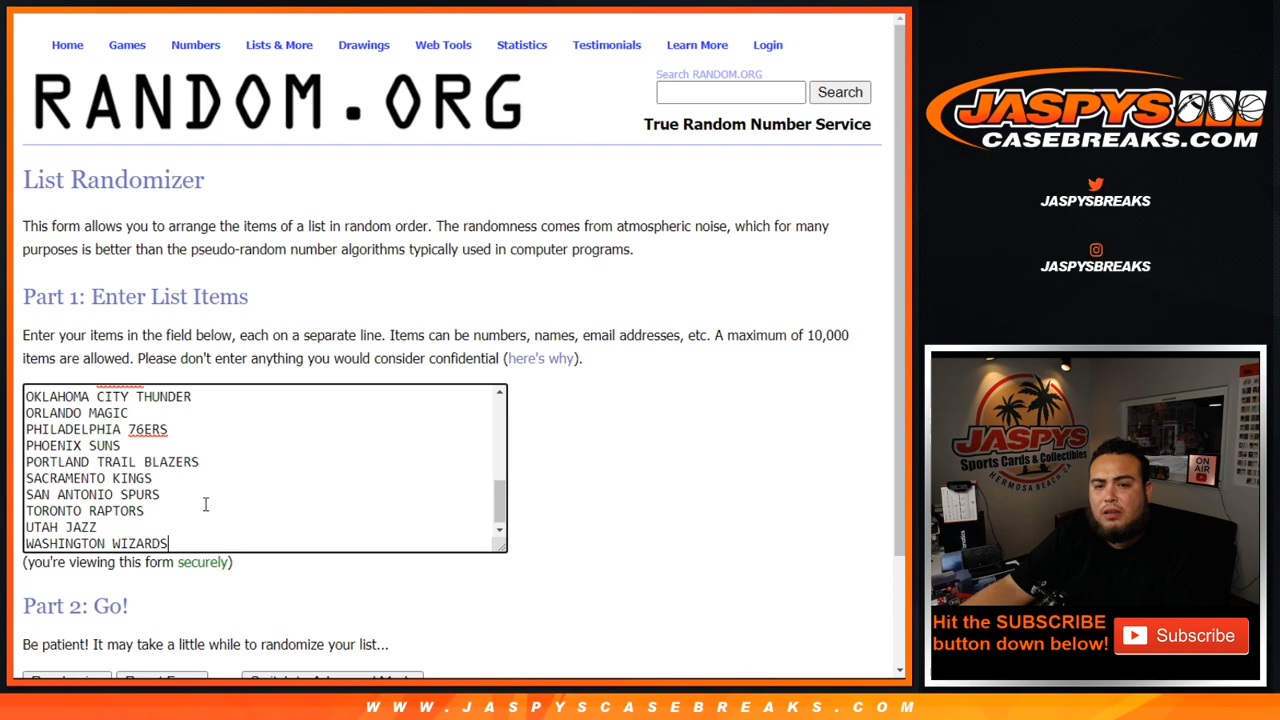 Home Games Numbers Lists & More Drawings Web Tools Statistics Testimonials Learn More Login
RANDOM.ORG
Search RANDOM.ORG
Search
True Random Number Service
List Randomizer
This form allows you to arrange the items of a list in random order. The randomness comes from atmospheric noise, which for many
purposes is better than the pseudo-random number algorithms typically used in computer programs.
Part 1: Enter List Items
Enter your items in the field below, each on a separate line. Items can be numbers, names, email addresses, etc. A maximum of 10,000
items are allowed. Please don't enter anything you would consider confidential (here's why).
OKLAHOMA CITY THUNDER
ORLANDO MAGIC
PHILADELPHIA 76ERS
PHOENIX SUNS
PORTLAND TRAIL BLAZERS
SACRAMENTO KINGS
SAN ANTONIO SPURS
TORONTO RAPTORS
UTAH JAZZ
WASHINGTON WIZARDS
(you're viewing this form securely)
Part 2: Go!
Be patient! It may take a little while to randomize your list...
JASPYS
CASEBREAKS.COM
JASPYSBREAKS
JASPYSBREAKS
JASPYS
Sports Cards & Collectibles
HERMOSA BEACH, CA
ON
AIR
Hit the SUBSCRIBE
button down below!
Subscribe
WWW.JASPYSCASEBREAKS.COM